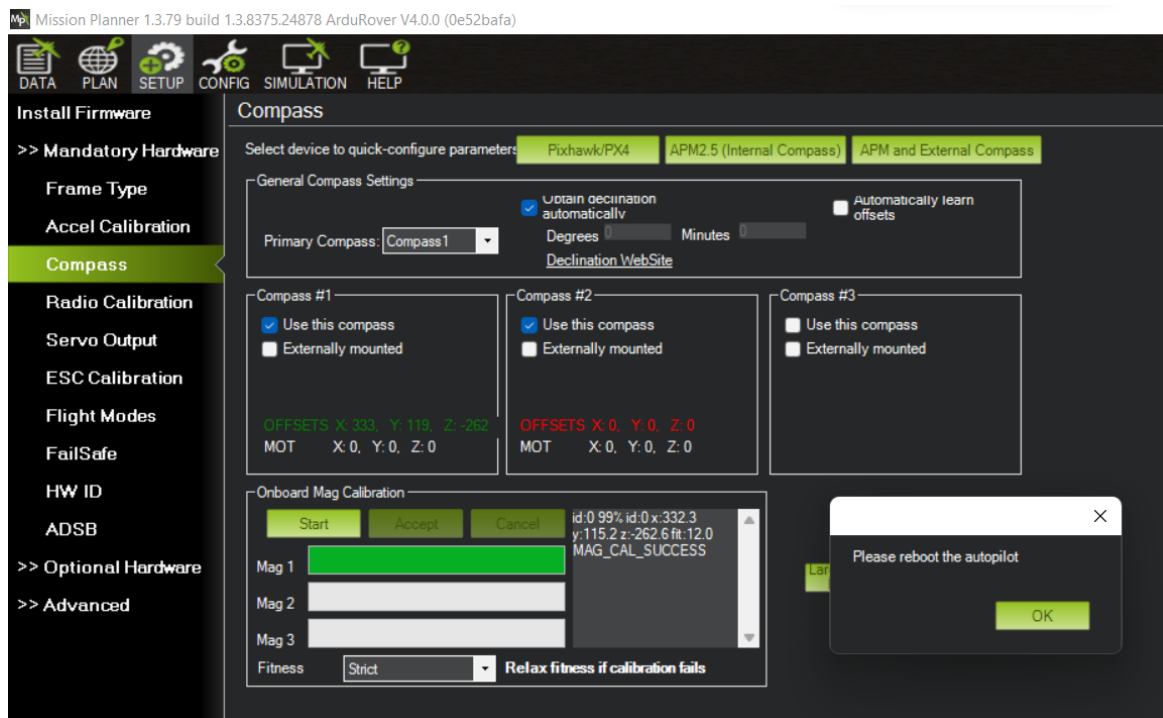 Mission Planner 1.3.79 build 1.3.8375.24878 ArduRover V4.0.0 (0e52bafa)
DATA PLAN SETUP CONFIG SIMULATION HELP
Install Firmware
>> Mandatory Hardware
Frame Type
Accel Calibration
Compass
Radio Calibration
Servo Output
ESC Calibration
Flight Modes
FailSafe
HW ID
ADSB
>> Optional Hardware
>> Advanced
Compass
Select device to quick-configure parameters
Pixhawk/PX4
APM2.5 (Internal Compass)
APM and External Compass
General Compass Settings
Primary Compass: Compass1
Obtain declination
automatically
Degrees 0 Minutes 0
Declination WebSite
Automatically learn
offsets
Compass #1
Use this compass
Externally mounted
OFFSETS X: 333, Y: 119, Z: -262
MOT X: 0, Y: 0, Z: 0
Compass #2
Use this compass
Externally mounted
OFFSETS X: 0, Y: 0, Z: 0
MOT X: 0, Y: 0, Z: 0
Compass #3
Use this compass
Externally mounted
Onboard Mag Calibration
Start Accept Cancel
Mag 1
Mag 2
Mag 3
id:0 99% id:0 x:332.3
y:115.2 z:-262.6 fit:12.0
MAG_CAL_SUCCESS
Fitness Strict Relax fitness if calibration fails
Please reboot the autopilot
OK